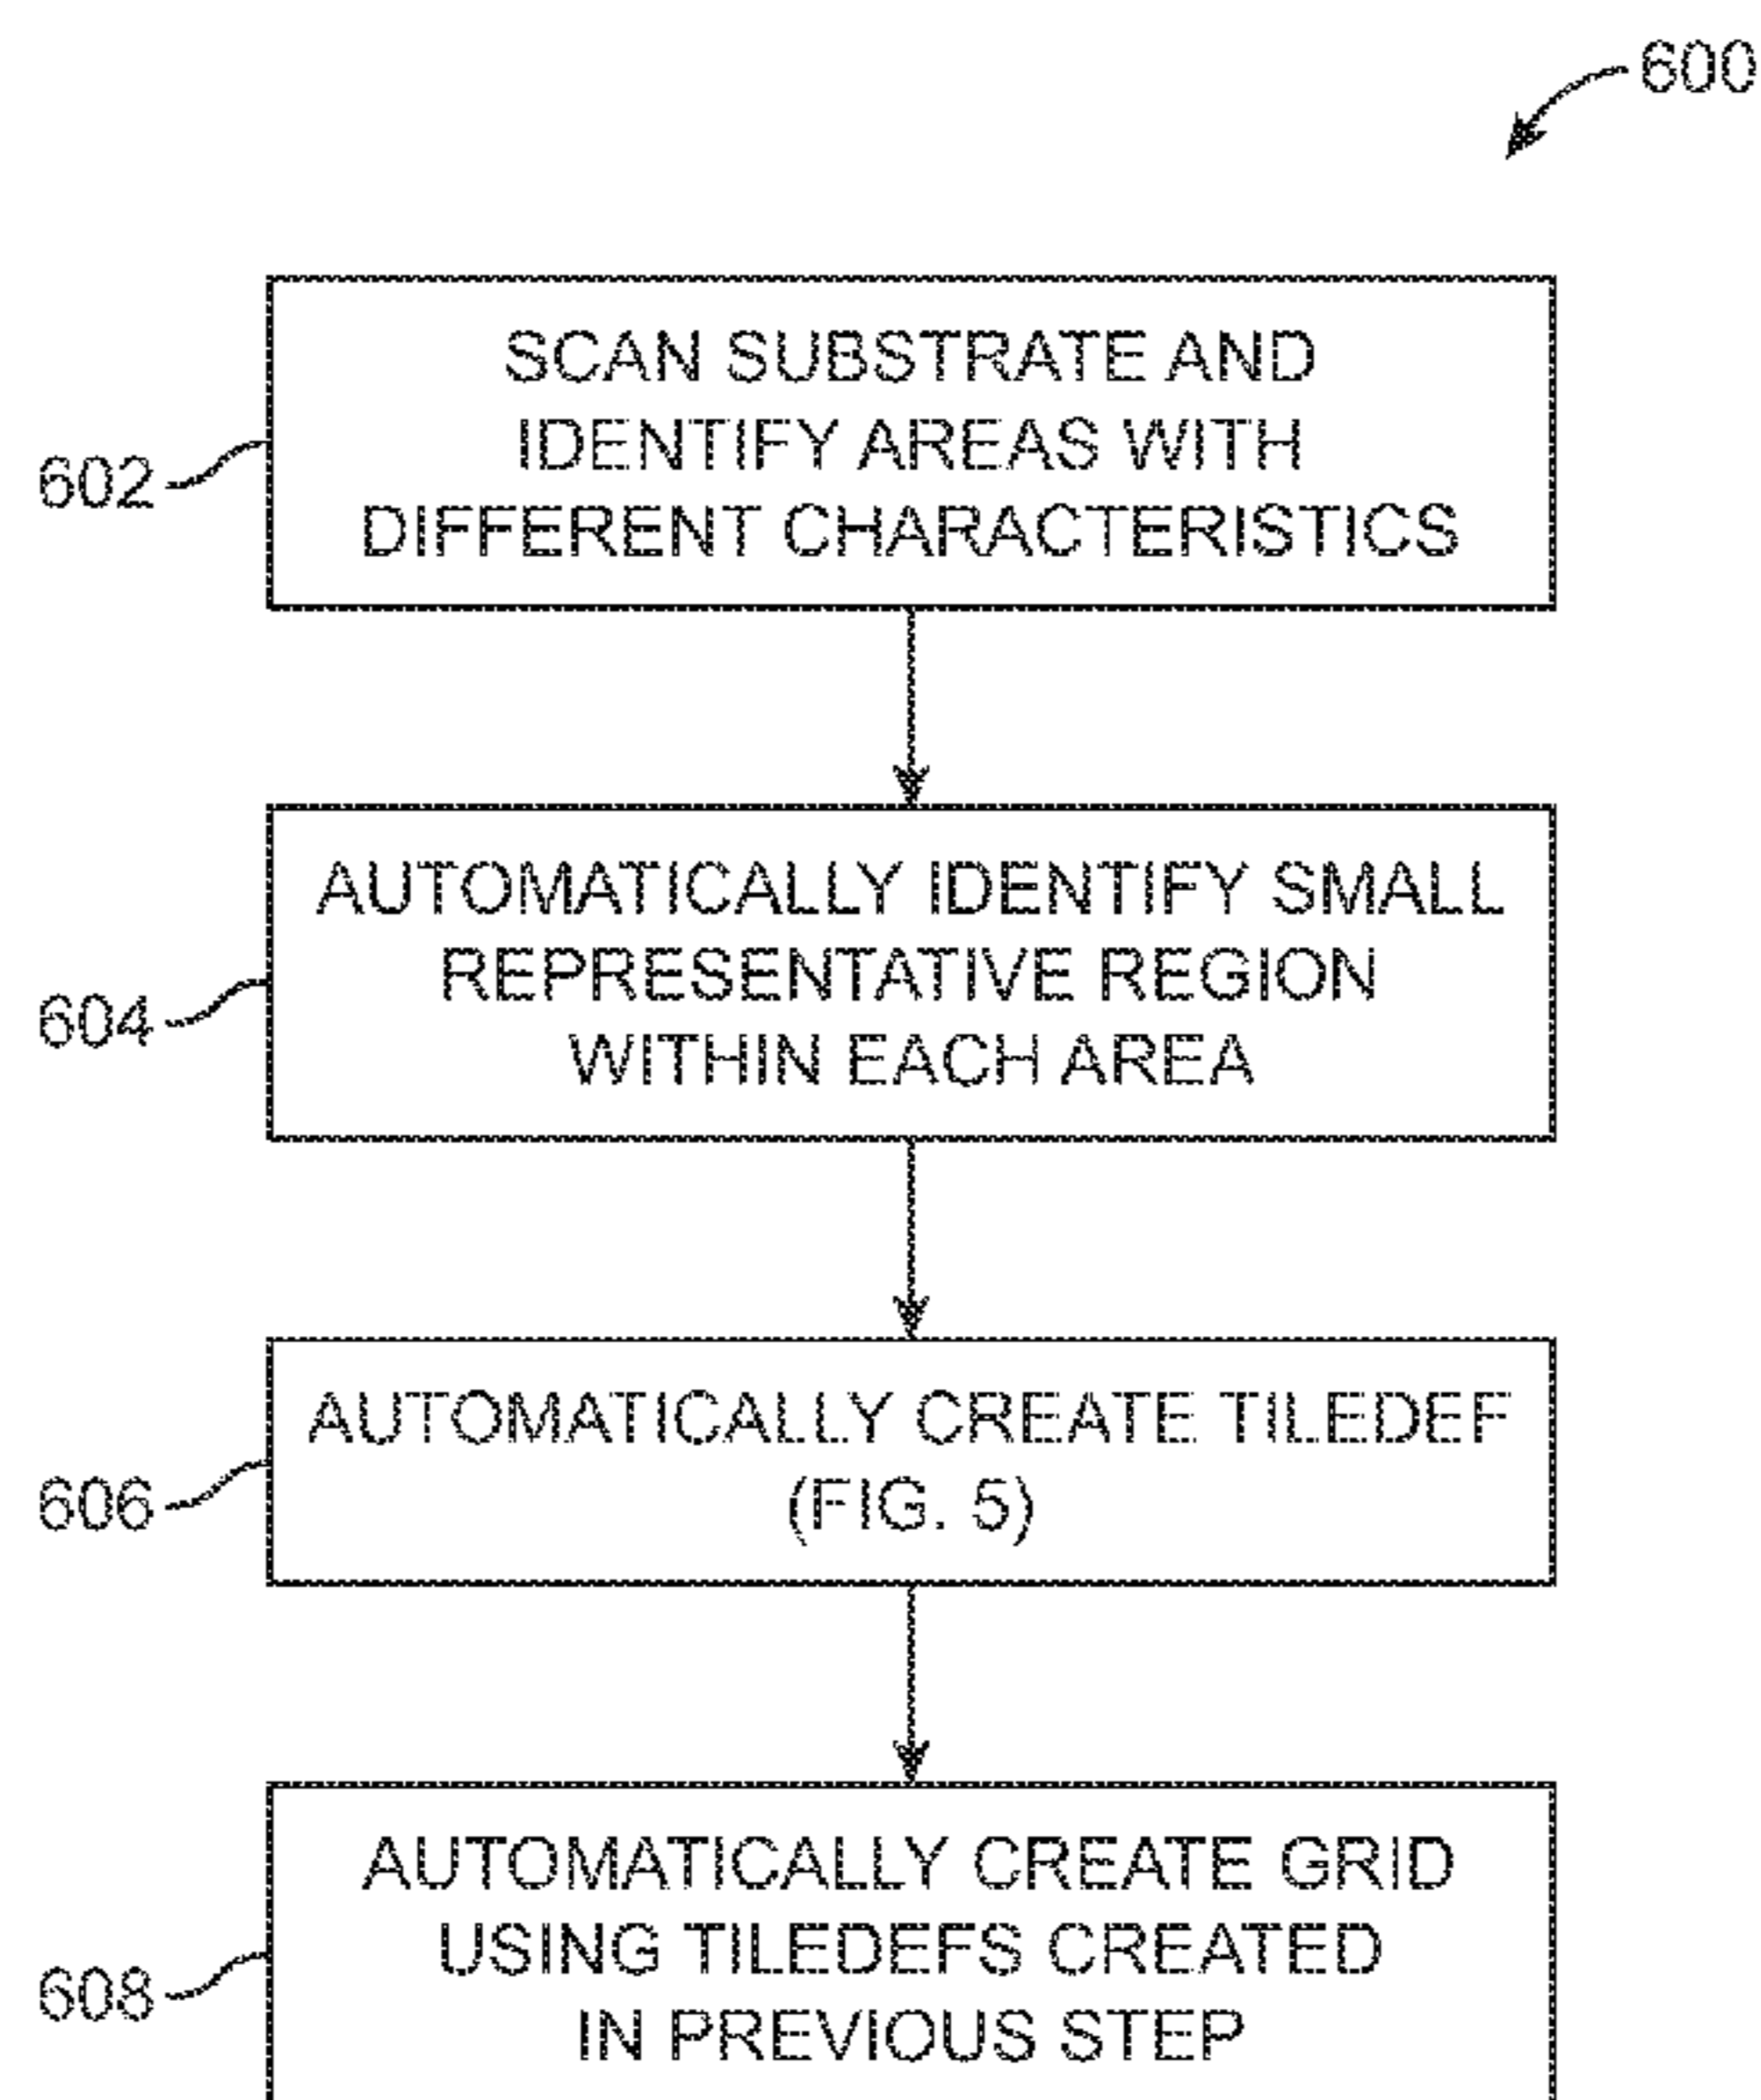 600
SCAN SUBSTRATE AND
IDENTIFY AREAS WITH
DIFFERENT CHARACTERISTICS
602
AUTOMATICALLY IDENTIFY SMALL
REPRESENTATIVE REGION
WITHIN EACH AREA
604
AUTOMATICALLY CREATE TILEDEF
(FIG. 5)
606
AUTOMATICALLY CREATE GRID
USING TILEDEFS CREATED
IN PREVIOUS STEP
608